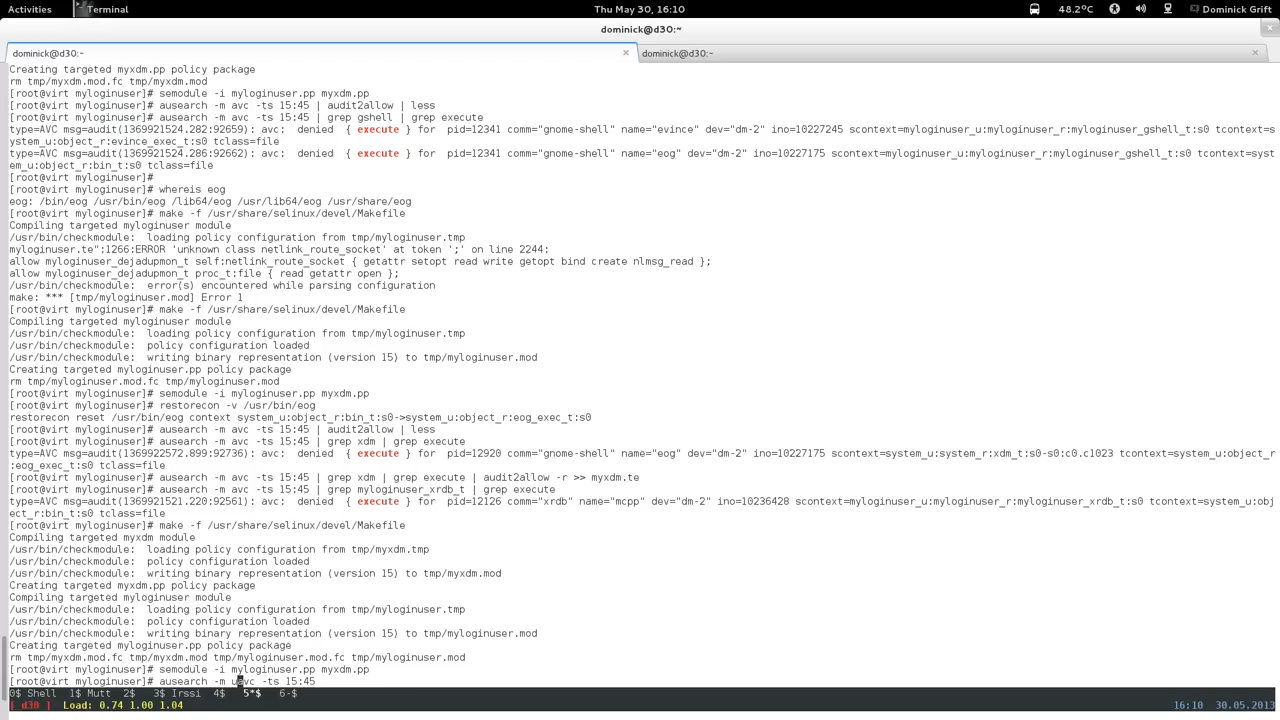 Activities Terminal Thu May 30, 16:10 48.2°C Dominick Grift
dominick@d30:~
dominick@d30:~ × dominick@d30:~ ×
Creating targeted myxdm.pp policy package
rm tmp/myxdm.mod.fc tmp/myxdm.mod
[root@virt myloginuser]# semodule -i myloginuser.pp myxdm.pp
[root@virt myloginuser]# ausearch -m avc -ts 15:45 | audit2allow | less
[root@virt myloginuser]# ausearch -m avc -ts 15:45 | grep gshell | grep execute
type=AVC msg=audit(1369921524.282:92659): avc:  denied  { execute } for  pid=12341 comm="gnome-shell" name="evince" dev="dm-2" ino=10227245 scontext=myloginuser_u:myloginuser_r:myloginuser_gshell_t:s0 tcontext=s
ystem_u:object_r:evince_exec_t:s0 tclass=file
type=AVC msg=audit(1369921524.286:92662): avc:  denied  { execute } for  pid=12341 comm="gnome-shell" name="eog" dev="dm-2" ino=10227175 scontext=myloginuser_u:myloginuser_r:myloginuser_gshell_t:s0 tcontext=syst
em_u:object_r:bin_t:s0 tclass=file
[root@virt myloginuser]#
[root@virt myloginuser]# whereis eog
eog: /bin/eog /usr/bin/eog /lib64/eog /usr/lib64/eog /usr/share/eog
[root@virt myloginuser]# make -f /usr/share/selinux/devel/Makefile
Compiling targeted myloginuser module
/usr/bin/checkmodule:  loading policy configuration from tmp/myloginuser.tmp
myloginuser.te":1266:ERROR 'unknown class netlink_route_socket' at token ';' on line 2244:
allow myloginuser_dejadupmon_t self:netlink_route_socket { getattr setopt read write getopt bind create nlmsg_read };
allow myloginuser_dejadupmon_t proc_t:file { read getattr open };
/usr/bin/checkmodule:  error(s) encountered while parsing configuration
make: *** [tmp/myloginuser.mod] Error 1
[root@virt myloginuser]# make -f /usr/share/selinux/devel/Makefile
Compiling targeted myloginuser module
/usr/bin/checkmodule:  loading policy configuration from tmp/myloginuser.tmp
/usr/bin/checkmodule:  policy configuration loaded
/usr/bin/checkmodule:  writing binary representation (version 15) to tmp/myloginuser.mod
Creating targeted myloginuser.pp policy package
rm tmp/myloginuser.mod.fc tmp/myloginuser.mod
[root@virt myloginuser]# semodule -i myloginuser.pp myxdm.pp
[root@virt myloginuser]# restorecon -v /usr/bin/eog
restorecon reset /usr/bin/eog context system_u:object_r:bin_t:s0->system_u:object_r:eog_exec_t:s0
[root@virt myloginuser]# ausearch -m avc -ts 15:45 | audit2allow | less
[root@virt myloginuser]# ausearch -m avc -ts 15:45 | grep xdm | grep execute
type=AVC msg=audit(1369922572.899:92736): avc:  denied  { execute } for  pid=12920 comm="gnome-shell" name="eog" dev="dm-2" ino=10227175 scontext=system_u:system_r:xdm_t:s0-s0:c0.c1023 tcontext=system_u:object_r
:eog_exec_t:s0 tclass=file
[root@virt myloginuser]# ausearch -m avc -ts 15:45 | grep xdm | grep execute | audit2allow -r >> myxdm.te
[root@virt myloginuser]# ausearch -m avc -ts 15:45 | grep myloginuser_xrdb_t | grep execute
type=AVC msg=audit(1369921521.220:92561): avc:  denied  { execute } for  pid=12126 comm="xrdb" name="mcpp" dev="dm-2" ino=10236428 scontext=myloginuser_u:myloginuser_r:myloginuser_xrdb_t:s0 tcontext=system_u:obj
ect_r:bin_t:s0 tclass=file
[root@virt myloginuser]# make -f /usr/share/selinux/devel/Makefile
Compiling targeted myxdm module
/usr/bin/checkmodule:  loading policy configuration from tmp/myxdm.tmp
/usr/bin/checkmodule:  policy configuration loaded
/usr/bin/checkmodule:  writing binary representation (version 15) to tmp/myxdm.mod
Creating targeted myxdm.pp policy package
Compiling targeted myloginuser module
/usr/bin/checkmodule:  loading policy configuration from tmp/myloginuser.tmp
/usr/bin/checkmodule:  policy configuration loaded
/usr/bin/checkmodule:  writing binary representation (version 15) to tmp/myloginuser.mod
Creating targeted myloginuser.pp policy package
rm tmp/myxdm.mod.fc tmp/myxdm.mod tmp/myloginuser.mod.fc tmp/myloginuser.mod
[root@virt myloginuser]# semodule -i myloginuser.pp myxdm.pp
[root@virt myloginuser]# ausearch -m uavc -ts 15:45
0$ Shell  1$ Mutt  2$  3$ Irssi  4$  5*$  6-$
[ d30 ] Load: 0.74 1.00 1.04 16:10 30.05.2013